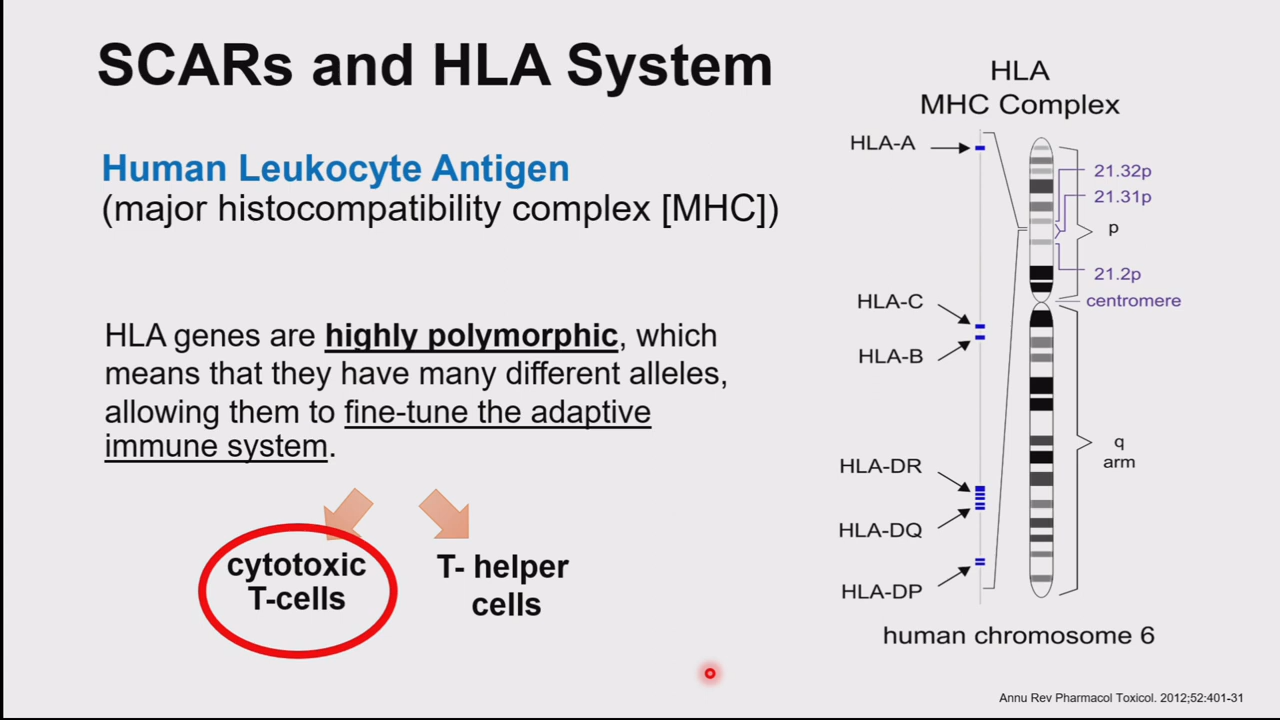 SCARs and HLA System
Human Leukocyte Antigen
(major histocompatibility complex [MHC])
HLA genes are highly polymorphic, which
means that they have many different alleles,
allowing them to fine-tune the adaptive
immune system.
cytotoxic
T-cells
T- helper
cells
HLA
MHC Complex
HLA-A
HLA-C
HLA-B
HLA-DR
HLA-DQ
HLA-DP
21.32p
21.31p
p
21.2p
centromere
q
arm
human chromosome 6
Annu Rev Pharmacol Toxicol. 2012;52:401-31